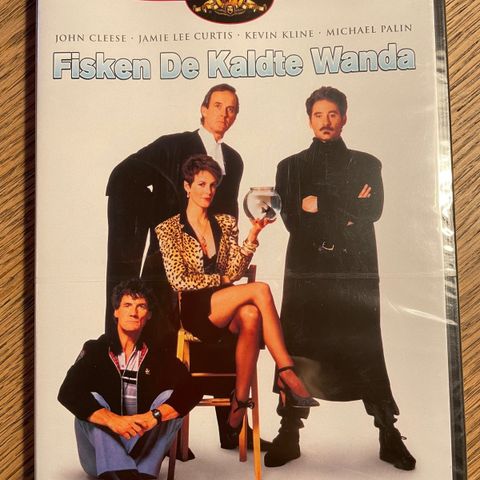 JOHN CLEESE · JAMIE LEE CURTIS · KEVIN KLINE · MICHAEL PALIN
Fisken De Kaldte Wanda